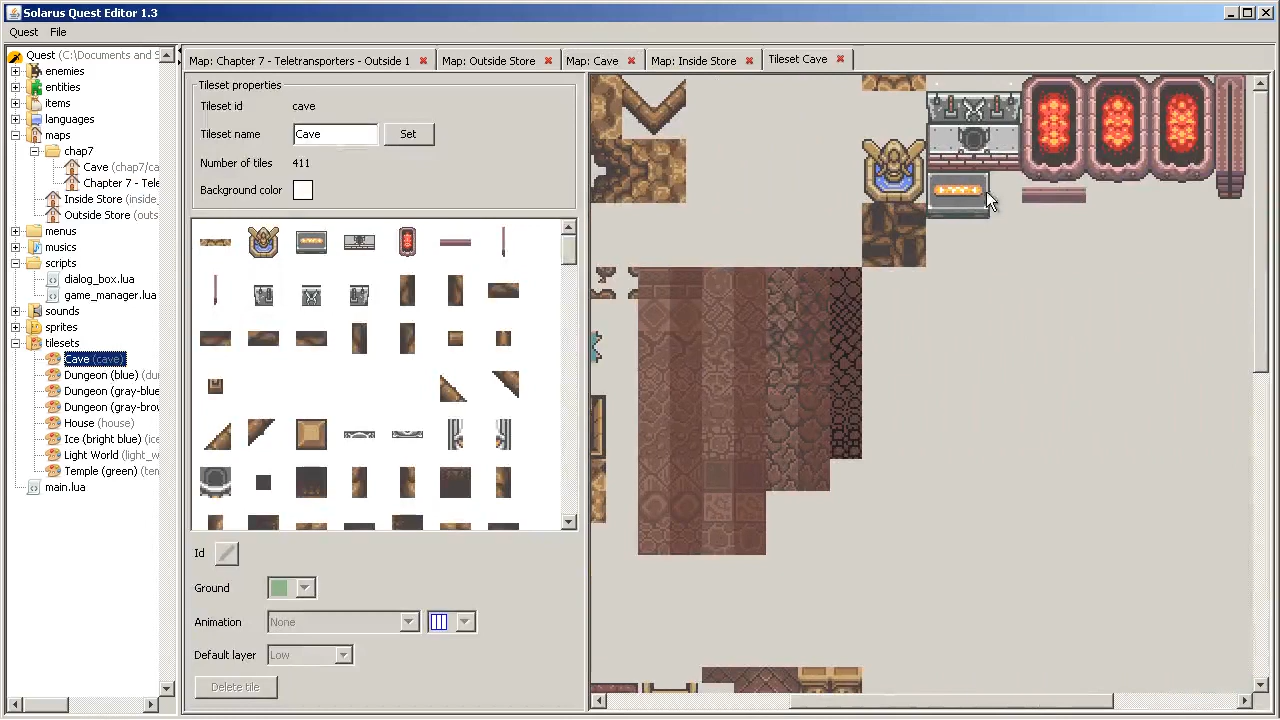 Solarus Quest Editor 1.3
Quest File
Quest (C:\Documents and S
enemies
entities
items
languages
maps
chap7
Cave (chap7/ca
Chapter 7 - Tele
Inside Store (insi
Outside Store (outs
menus
musics
scripts
dialog_box.lua
game_manager.lua
sounds
sprites
tilesets
Cave (cave)
Dungeon (blue) (du
Dungeon (gray-blue
Dungeon (gray-brow
House (house)
Ice (bright blue) (ice
Light World (light_w
Temple (green) (tem
main.lua
Map: Chapter 7 - Teletransporters - Outside 1
Map: Outside Store
Map: Cave
Map: Inside Store
Tileset Cave
Tileset properties
Tileset id cave
Tileset name Cave Set
Number of tiles 411
Background color
Id
Ground
Animation None
Default layer Low
Delete tile